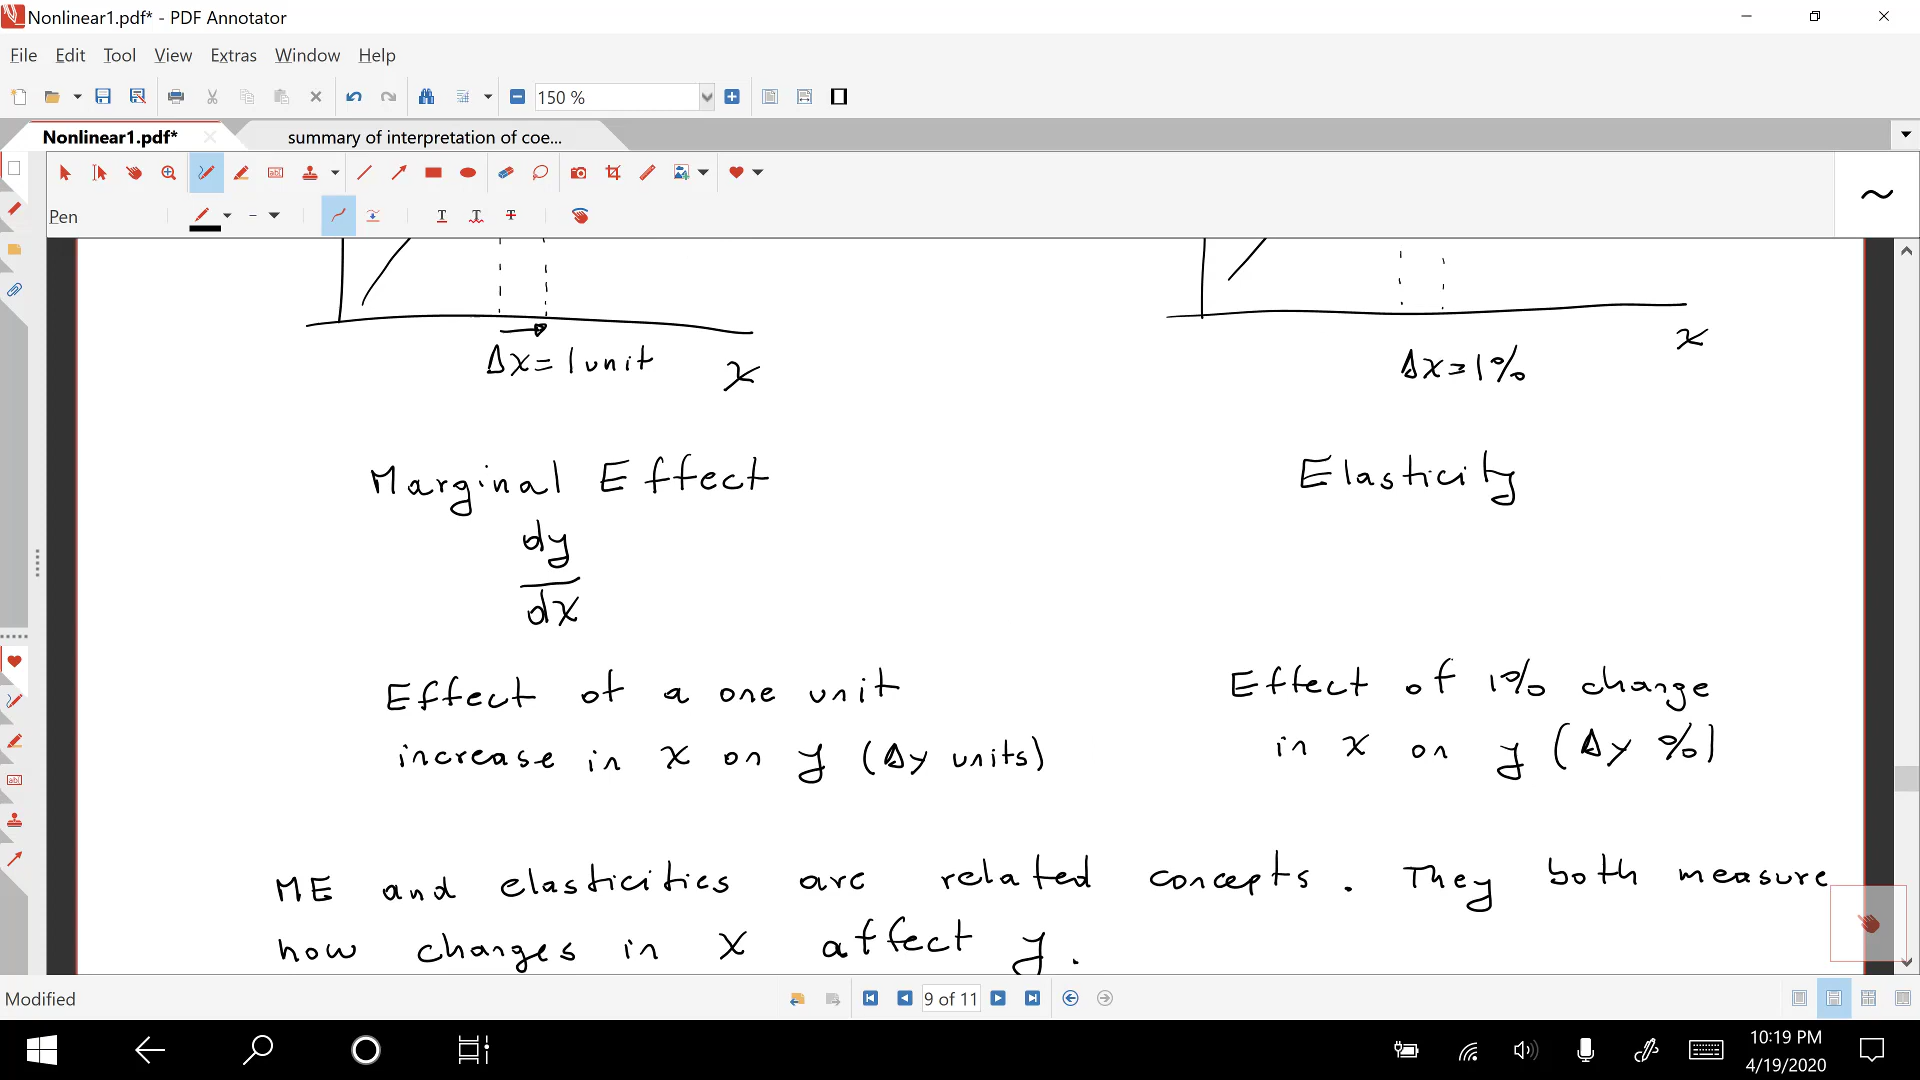 Nonlinear1.pdf* - PDF Annotator
File Edit Tool View Extras Window Help
150 %
Nonlinear1.pdf*
summary of interpretation of coe...
Pen
Δx = 1 unit
x
Δx = 1%
x
Marginal Effect
Elasticity
dy
dx
Effect of a one unit
increase in x on y (Δy units)
Effect of 1% change
in x on y (Δy %)
ME and elasticities are related concepts. They both measure
how changes in x affect y.
Modified
9 of 11
10:19 PM
4/19/2020